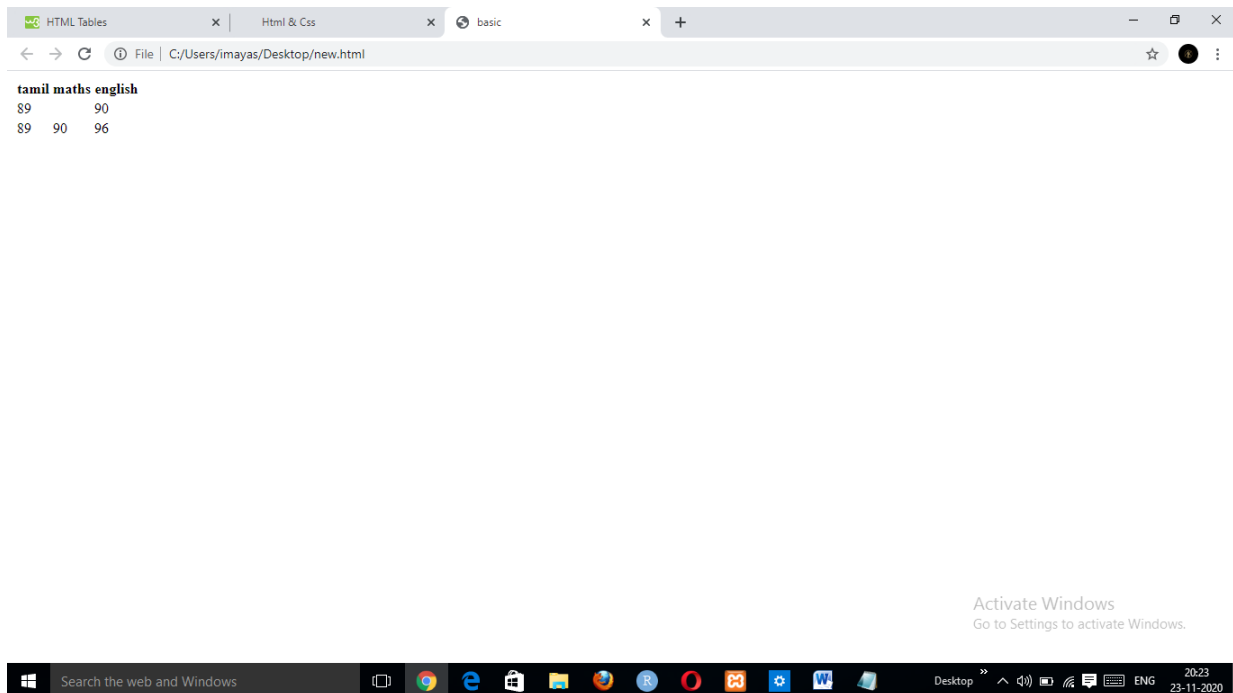 HTML Tables
Html & Css
basic
File C:/Users/imayas/Desktop/new.html
tamil maths english
89 90
89 90 96
Activate Windows
Go to Settings to activate Windows.
Search the web and Windows
R
W
Desktop
ENG
20:23
23-11-2020